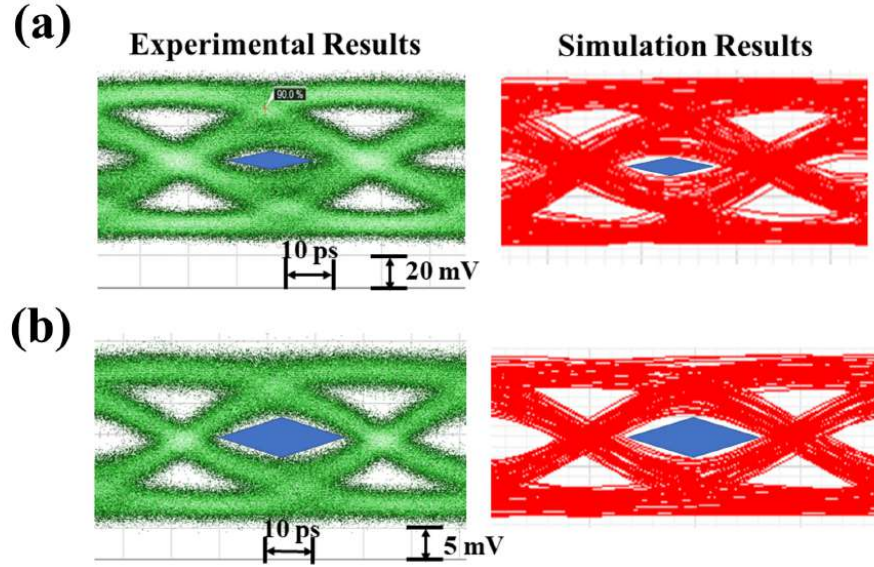 (a)
Experimental Results
Simulation Results
90.0 %
10 ps
20 mV
(b)
10 ps
5 mV